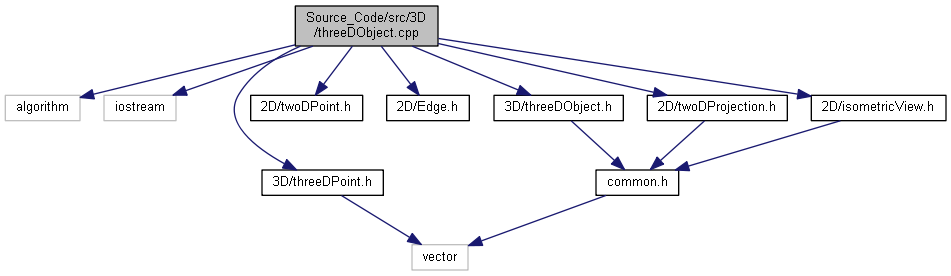 Source_Code/src/3D
/threeDObject.cpp
algorithm
iostream
2D/twoDPoint.h
2D/Edge.h
3D/threeDObject.h
2D/twoDProjection.h
2D/isometricView.h
3D/threeDPoint.h
common.h
vector